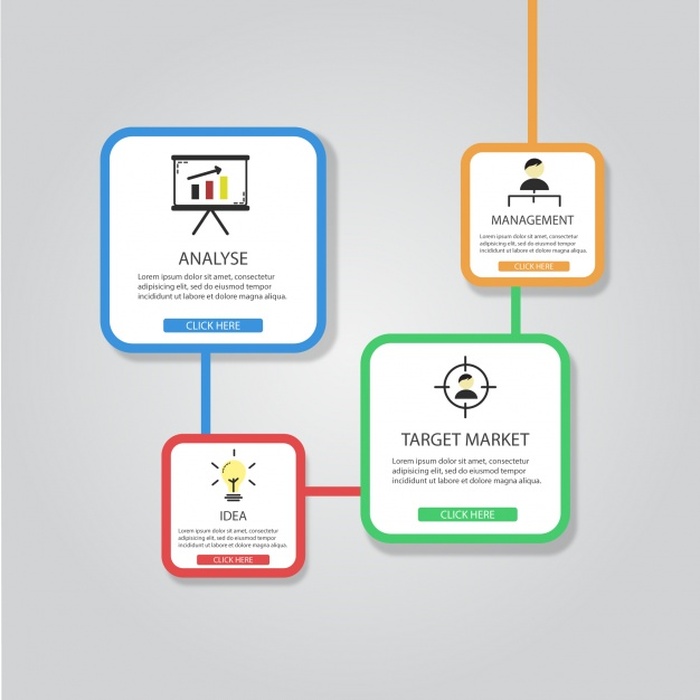 ANALYSE
Lorem ipsum dolor sit amet, consectetur
adipiscing elit, sed do eiusmod tempor
incididunt ut labore et dolore magna aliqua.
CLICK HERE
MANAGEMENT
Lorem ipsum dolor sit amet, consectetur
adipiscing elit, sed do eiusmod tempor
incididunt ut labore et dolore magna aliqua.
CLICK HERE
TARGET MARKET
Lorem ipsum dolor sit amet, consectetur
adipiscing elit, sed do eiusmod tempor
incididunt ut labore et dolore magna aliqua.
CLICK HERE
IDEA
Lorem ipsum dolor sit amet, consectetur
adipiscing elit, sed do eiusmod tempor
incididunt ut labore et dolore magna aliqua.
CLICK HERE